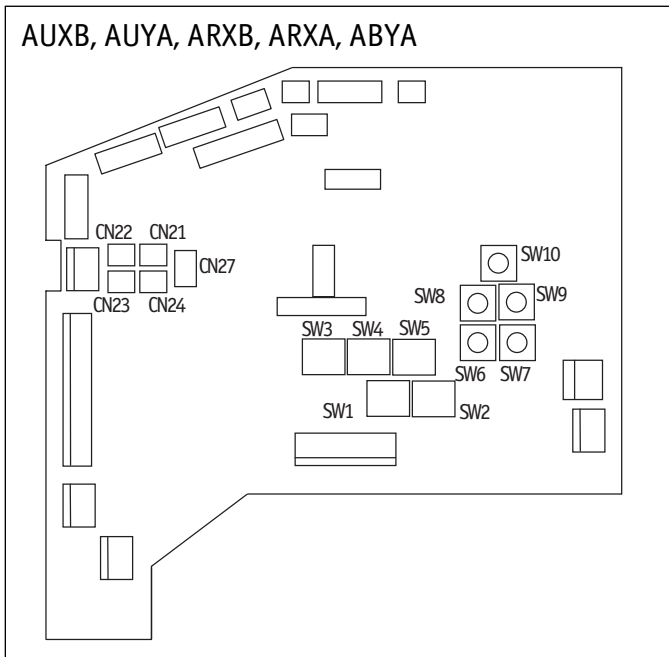 AUXB, AUYA, ARXB, ARXA, ABYA
CN22 CN21
CN27
CN23 CN24
SW10
SW8 SW9
SW3 SW4 SW5
SW6 SW7
SW1 SW2